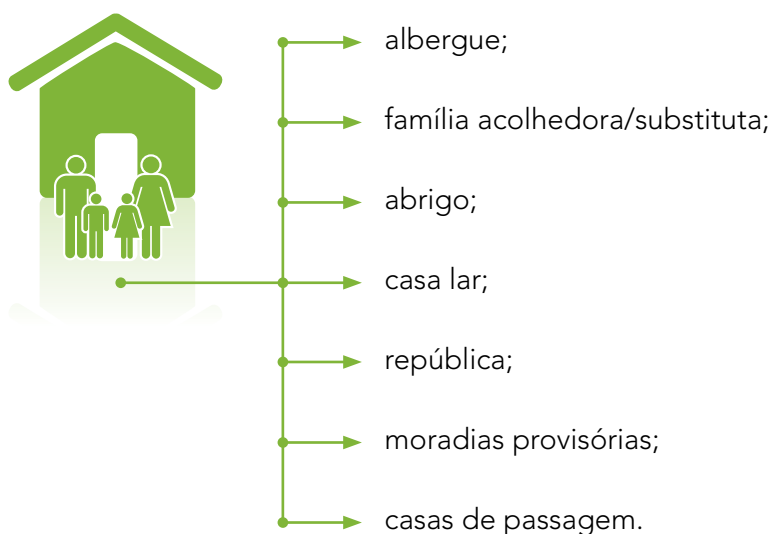 albergue;
família acolhedora/substituta;
abrigo;
casa lar;
república;
moradias provisórias;
casas de passagem.